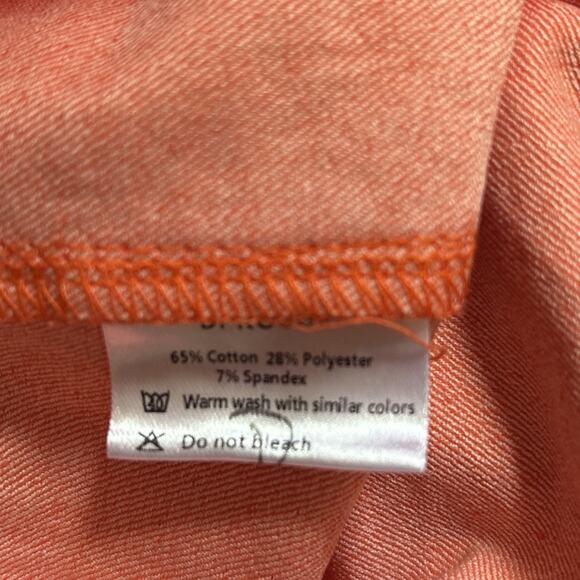 65% Cotton 28% Polyester
7% Spandex
Warm wash with similar colors
Do not bleach